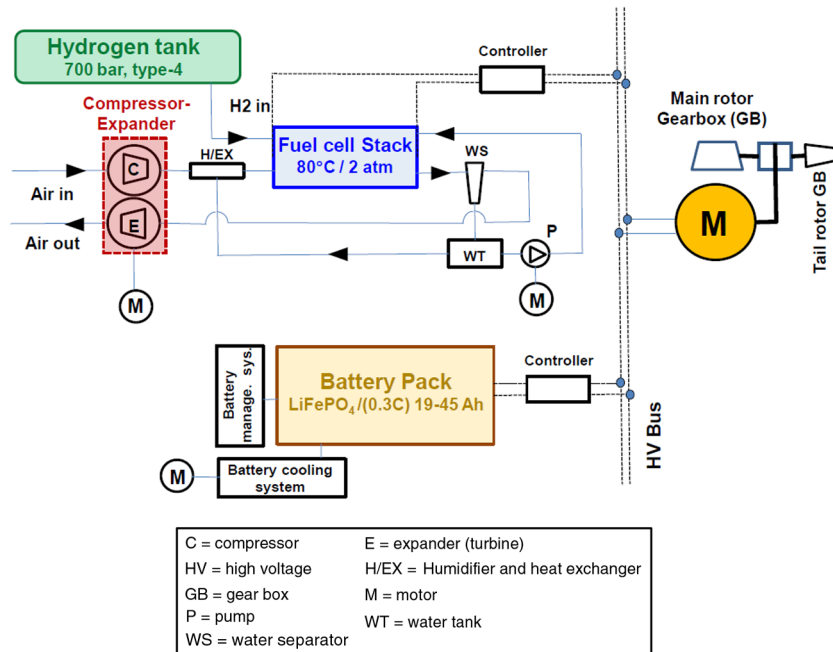 Hydrogen tank
700 bar, type-4
Controller
Compressor-
Expander
H2 in
Main rotor
Gearbox (GB)
Fuel cell Stack
80°C / 2 atm
H/EX
WS
C
Air in
E
Air out
P
WT
M
M
M
Tail rotor GB
Battery
manage. sys.
Battery Pack
LiFePO4/(0.3C) 19-45 Ah
Controller
HV Bus
M
Battery cooling
system
C = compressor
E = expander (turbine)
HV = high voltage
H/EX = Humidifier and heat exchanger
GB = gear box
M = motor
P = pump
WT = water tank
WS = water separator